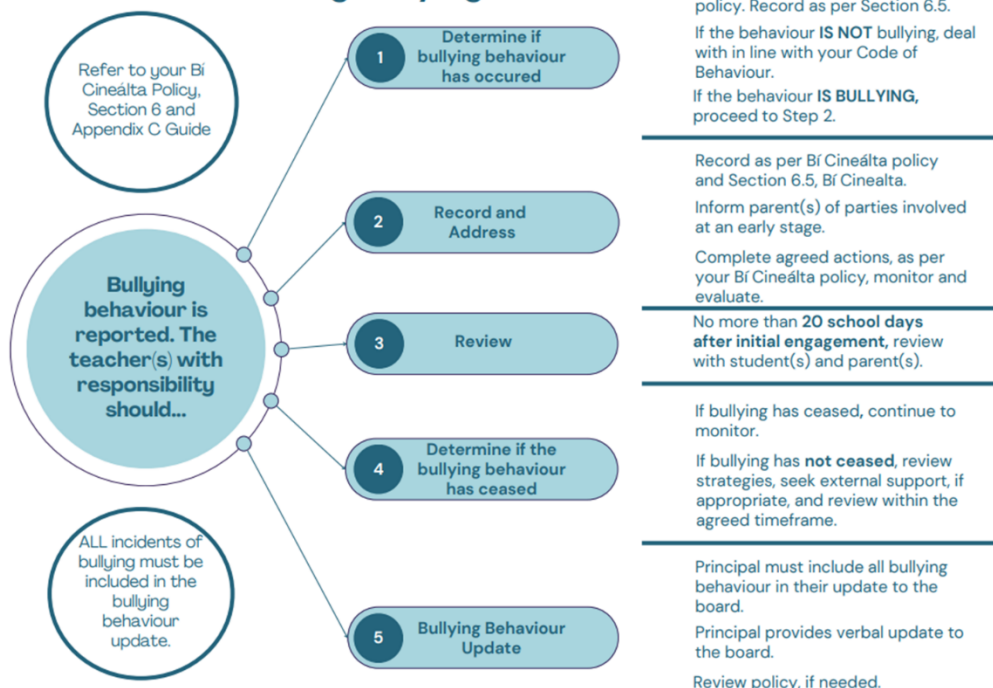 policy. Record as per Section 6.5.
If the behaviour IS NOT bullying, deal
with in line with your Code of
Behaviour.
If the behaviour IS BULLYING,
proceed to Step 2.
Refer to your Bí
Cineálta Policy,
Section 6 and
Appendix C Guide
1
Determine if
bullying behaviour
has occured
Record as per Bí Cineálta policy
and Section 6.5, Bí Cinealta.
Inform parent(s) of parties involved
at an early stage.
Complete agreed actions, as per
your Bí Cineálta policy, monitor and
evaluate.
2
Record and
Address
Bullying
behaviour is
reported. The
teacher(s) with
responsibility
should...
3
Review
No more than 20 school days
after initial engagement, review
with student(s) and parent(s).
4
Determine if the
bullying behaviour
has ceased
If bullying has ceased, continue to
monitor.
If bullying has not ceased, review
strategies, seek external support, if
appropriate, and review within the
agreed timeframe.
ALL incidents of
bullying must be
included in the
bullying
behaviour
update.
5
Bullying Behaviour
Update
Principal must include all bullying
behaviour in their update to the
board.
Principal provides verbal update to
the board.
Review policy, if needed.